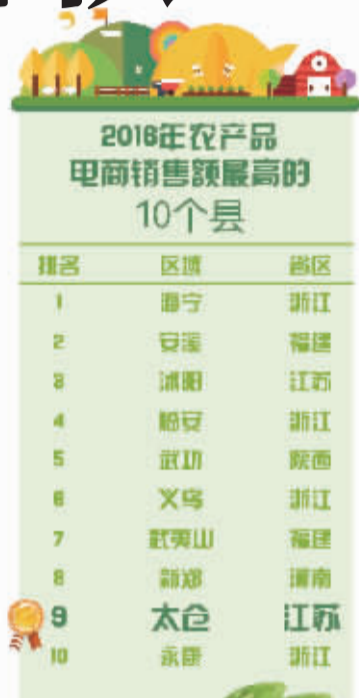 2016年农产品
电商销售额最高的
10个县
排名 区域 省区
1 海宁 浙江
2 安溪 福建
3 沭阳 江苏
4 临安 浙江
5 武功 陕西
6 义乌 浙江
7 武夷山 福建
8 新郑 河南
9 太仓 江苏
10 永康 浙江